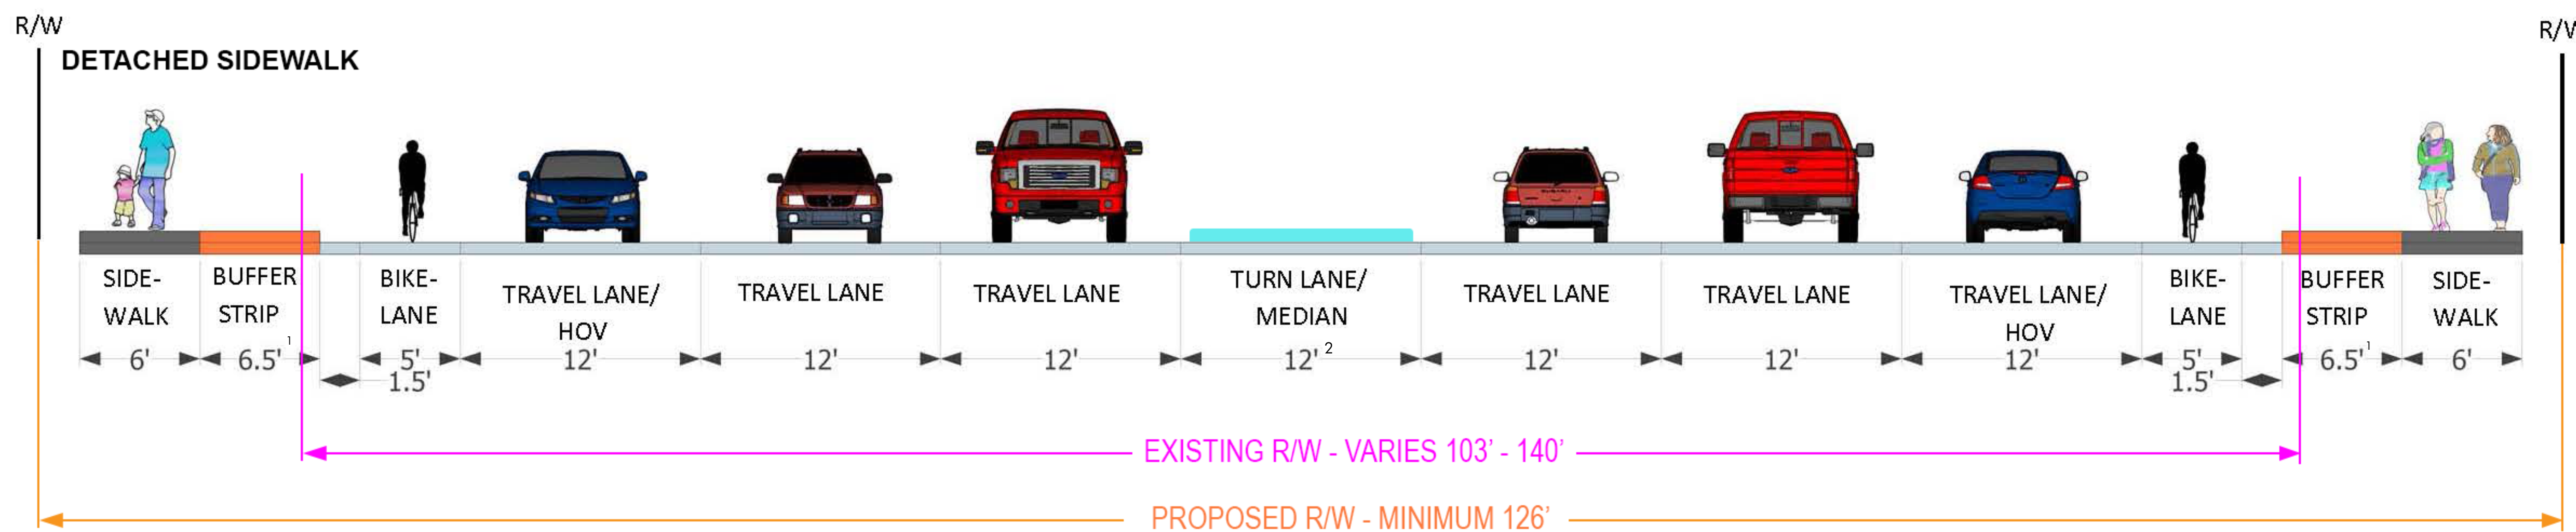 R/W
R/W
DETACHED SIDEWALK
SIDE-
WALK
BUFFER
STRIP
BIKE-
LANE
TRAVEL LANE/
HOV
TRAVEL LANE
TRAVEL LANE
TURN LANE/
MEDIAN
TRAVEL LANE
TRAVEL LANE
TRAVEL LANE/
HOV
BIKE-
LANE
BUFFER
STRIP
SIDE-
WALK
6' 6.5' 1 5' 12' 12' 12' 12' 2 12' 12' 12' 5' 6.5' 1 6'
1.5' 1.5'
EXISTING R/W - VARIES 103' - 140'
PROPOSED R/W - MINIMUM 126'